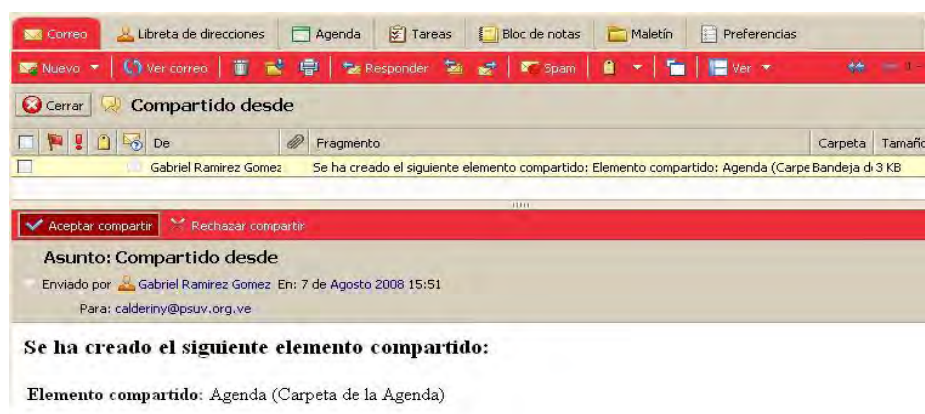 Correo Libreta de direcciones Agenda Tareas Bloc de notas Maletín Preferencias
Nuevo Ver correo Responder Spam Ver 1 -
Cerrar Compartido desde
De Fragmento Carpeta Tamaño
Gabriel Ramirez Gomez Se ha creado el siguiente elemento compartido: Elemento compartido: Agenda (Carpe Bandeja d 3 KB
Aceptar compartir Rechazar compartir
Asunto: Compartido desde
Enviado por Gabriel Ramirez Gomez En: 7 de Agosto 2008 15:51
Para: calderiny@psuv.org.ve
Se ha creado el siguiente elemento compartido:
Elemento compartido: Agenda (Carpeta de la Agenda)